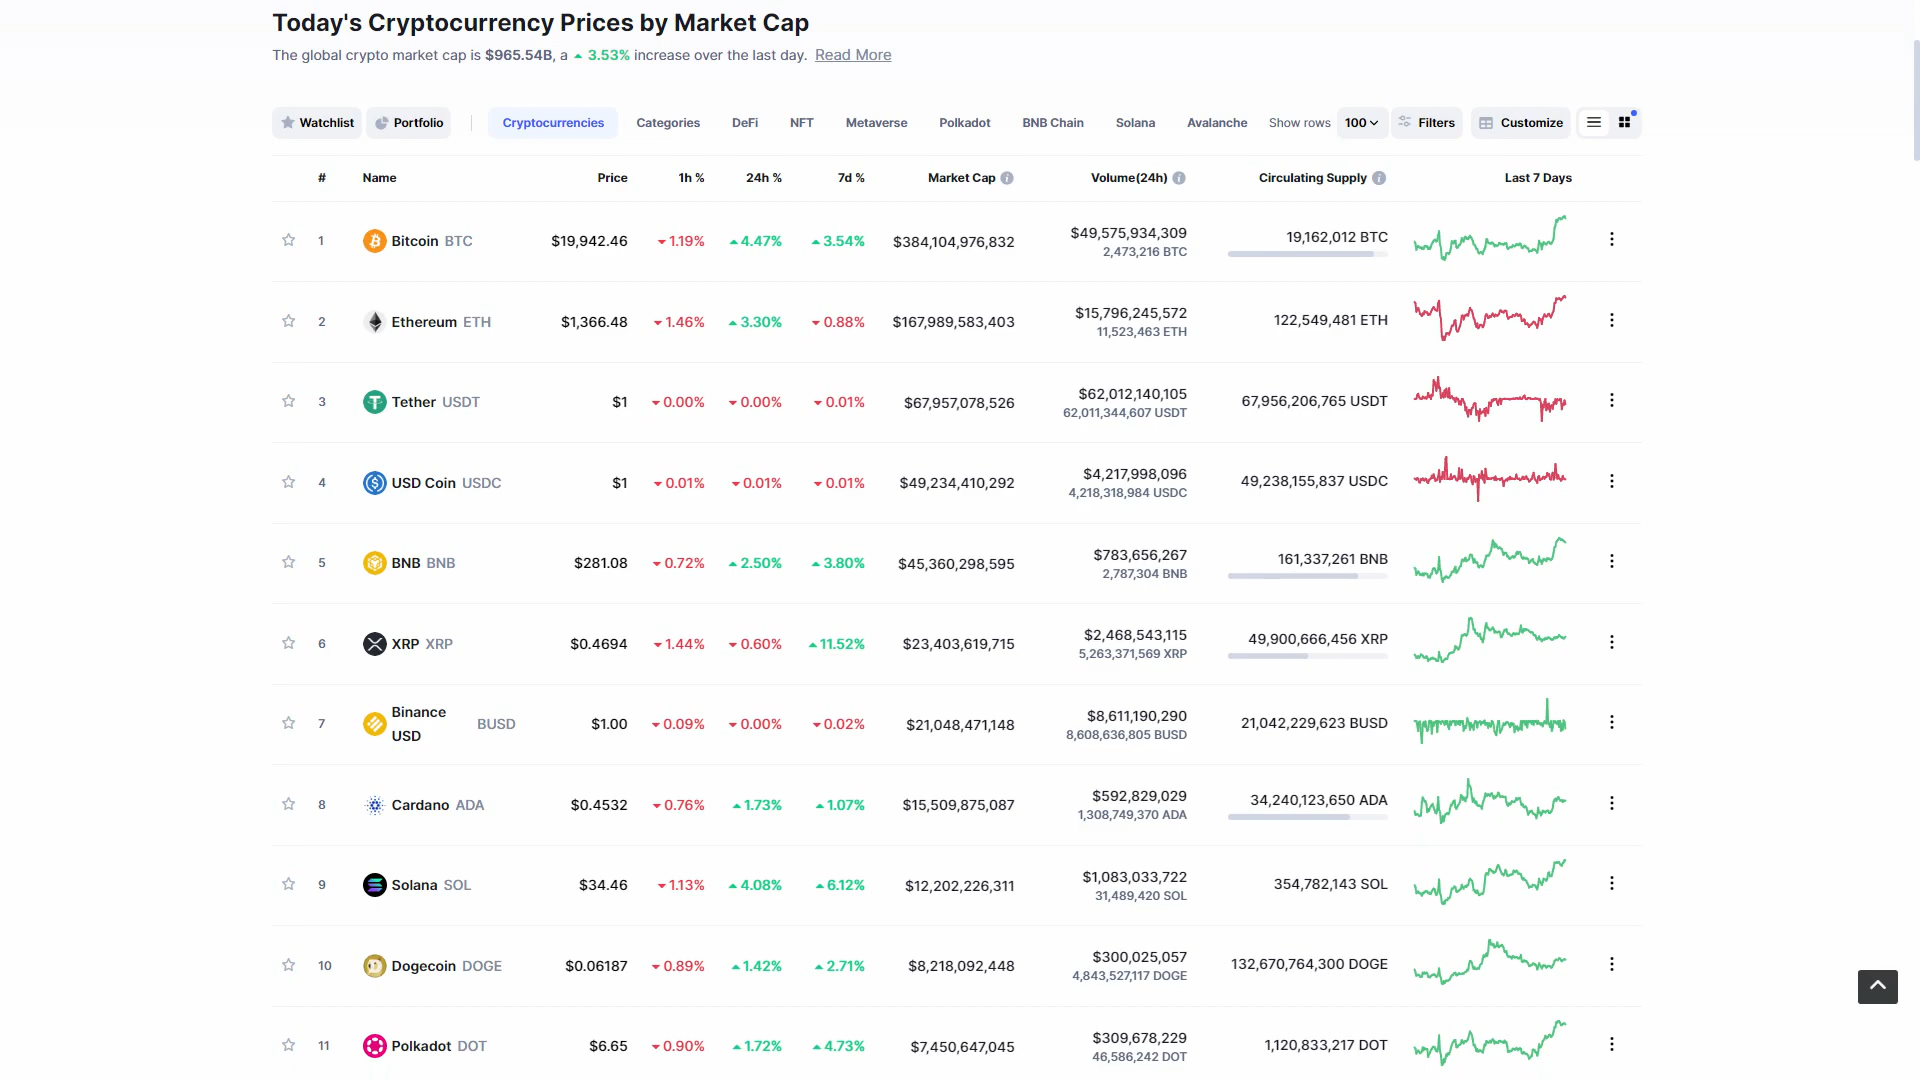 Today's Cryptocurrency Prices by Market Cap
The global crypto market cap is $965.54B, a 3.53% increase over the last day. Read More
Watchlist Portfolio Cryptocurrencies Categories DeFi NFT Metaverse Polkadot BNB Chain Solana Avalanche Show rows 100 Filters Customize
# Name Price 1h % 24h % 7d % Market Cap Volume(24h) Circulating Supply Last 7 Days
1 Bitcoin BTC $19,942.46 1.19% 4.47% 3.54% $384,104,976,832 $49,575,934,309 19,162,012 BTC
2,473,216 BTC
2 Ethereum ETH $1,366.48 1.46% 3.30% 0.88% $167,989,583,403 $15,796,245,572 122,549,481 ETH
11,523,463 ETH
3 Tether USDT $1 0.00% 0.00% 0.01% $67,957,078,526 $62,012,140,105 67,956,206,765 USDT
62,011,344,607 USDT
4 USD Coin USDC $1 0.01% 0.01% 0.01% $49,234,410,292 $4,217,998,096 49,238,155,837 USDC
4,218,318,984 USDC
5 BNB BNB $281.08 0.72% 2.50% 3.80% $45,360,298,595 $783,656,267 161,337,261 BNB
2,787,304 BNB
6 XRP XRP $0.4694 1.44% 0.60% 11.52% $23,403,619,715 $2,468,543,115 49,900,666,456 XRP
5,263,371,569 XRP
7 Binance USD BUSD $1.00 0.09% 0.00% 0.02% $21,048,471,148 $8,611,190,290 21,042,229,623 BUSD
8,608,636,805 BUSD
8 Cardano ADA $0.4532 0.76% 1.73% 1.07% $15,509,875,087 $592,829,029 34,240,123,650 ADA
1,308,749,370 ADA
9 Solana SOL $34.46 1.13% 4.08% 6.12% $12,202,226,311 $1,083,033,722 354,782,143 SOL
31,489,420 SOL
10 Dogecoin DOGE $0.06187 0.89% 1.42% 2.71% $8,218,092,448 $300,025,057 132,670,764,300 DOGE
4,843,527,117 DOGE
11 Polkadot DOT $6.65 0.90% 1.72% 4.73% $7,450,647,045 $309,678,229 1,120,833,217 DOT
46,586,242 DOT